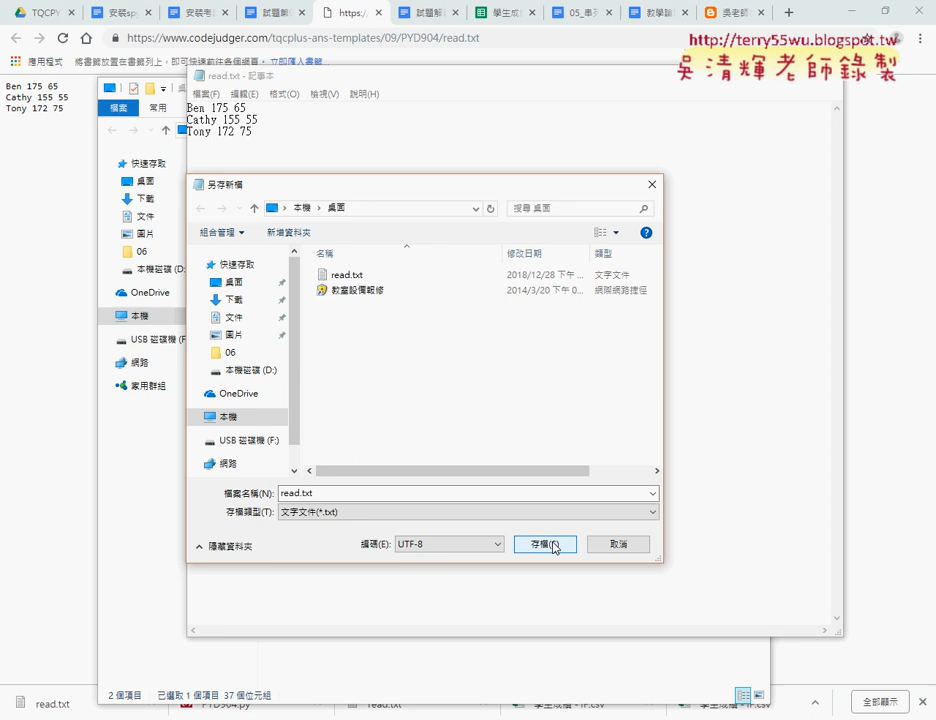 TQCPY
安裝sp
安裝考
試題第
https:/
試題解
學生成
05_串列
教學論
吳老師
https://www.codejudger.com/tqcplus-ans-templates/09/PYD904/read.txt
http://terry55wu.blogspot.tw
吳清輝老師錄製
應用程式
將書籤放置在書籤列上,即可快速前往各個網頁。
立即匯入書籤...
Ben 175 65
Cathy 155 55
Tony 172 75
檔案
常用
快速存取
桌面
下載
文件
圖片
06
本機磁碟 (D:
OneDrive
本機
USB 磁碟機 (F
網路
家用群組
2 個項目
已選取 1 個項目 37 個位元組
read.txt - 記事本
檔案(F)
編輯(E)
格式(O)
檢視(V)
說明(H)
Ben 175 65
Cathy 155 55
Tony 172 75
另存新檔
本機
桌面
搜尋 桌面
組合管理
新增資料夾
名稱
修改日期
類型
read.txt
2018/12/28 下午 ...
文字文件
教室設備報修
2014/3/20 下午 0...
網際網路捷徑
快速存取
桌面
下載
文件
圖片
06
本機磁碟 (D:)
OneDrive
本機
USB 磁碟機 (F:)
網路
檔案名稱(N):
read.txt
存檔類型(T):
文字文件(*.txt)
隱藏資料夾
編碼(E):
UTF-8
存檔(S)
取消
read.txt
PYD904.py
read.txt
全部顯示